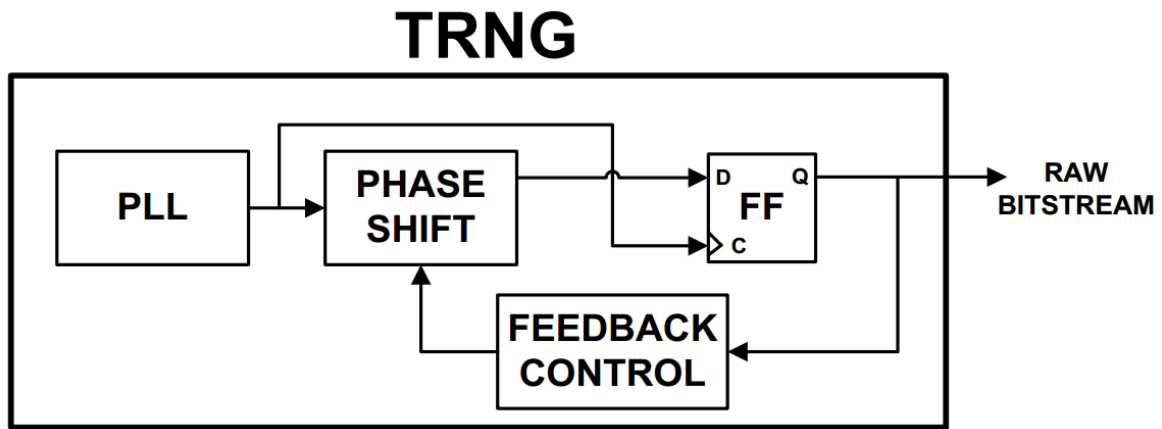 TRNG
PLL
PHASE
SHIFT
D
Q
FF
C
RAW
BITSTREAM
FEEDBACK
CONTROL